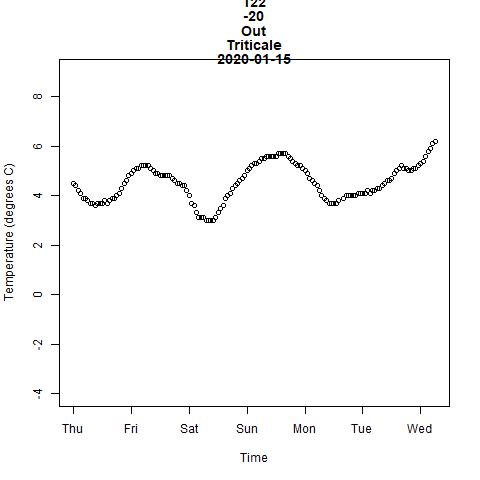 122
-20
Out
Triticale
2020-01-15
Temperature (degrees C)
8
6
4
2
0
-2
-4
Thu Fri Sat Sun Mon Tue Wed
Time